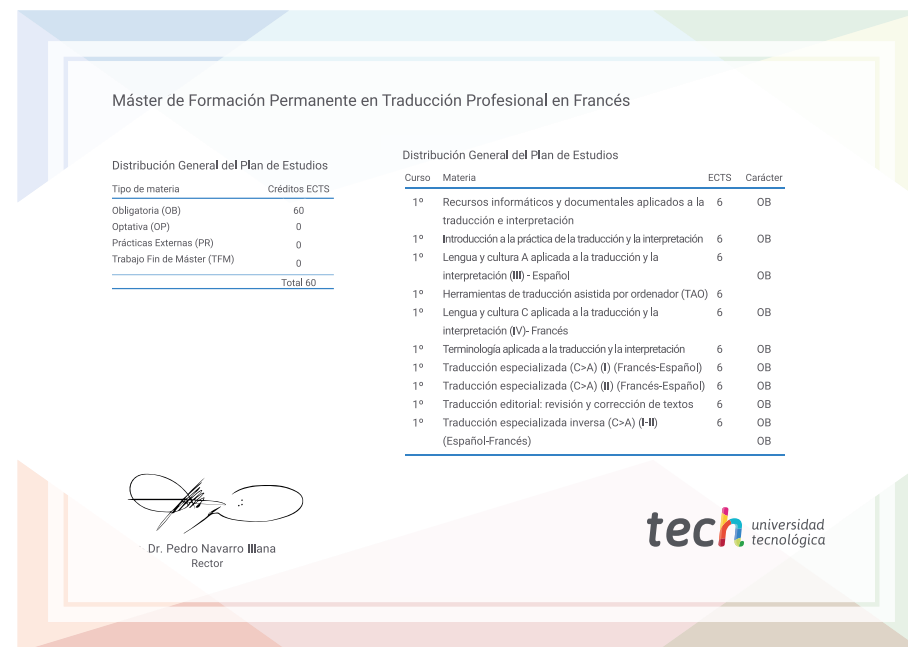 Máster de Formación Permanente en Traducción Profesional en Francés
Distribución General del Plan de Estudios
Tipo de materia Créditos ECTS
Obligatoria (OB) 60
Optativa (OP) 0
Prácticas Externas (PR) 0
Trabajo Fin de Máster (TFM) 0
Total 60
Distribución General del Plan de Estudios
Curso Materia ECTS Carácter
1º Recursos informáticos y documentales aplicados a la 6 OB
traducción e interpretación
1º Introducción a la práctica de la traducción y la interpretación 6 OB
1º Lengua y cultura A aplicada a la traducción y la 6
interpretación (III) - Español OB
1º Herramientas de traducción asistida por ordenador (TAO) 6
1º Lengua y cultura C aplicada a la traducción y la 6 OB
interpretación (IV)- Francés
1º Terminología aplicada a la traducción y la interpretación 6 OB
1º Traducción especializada (C>A) (I) (Francés-Español) 6 OB
1º Traducción especializada (C>A) (II) (Francés-Español) 6 OB
1º Traducción editorial: revisión y corrección de textos 6 OB
1º Traducción especializada inversa (C>A) (I-II) 6 OB
(Español-Francés) OB
Dr. Pedro Navarro Illana
Rector
tech universidad
tecnológica